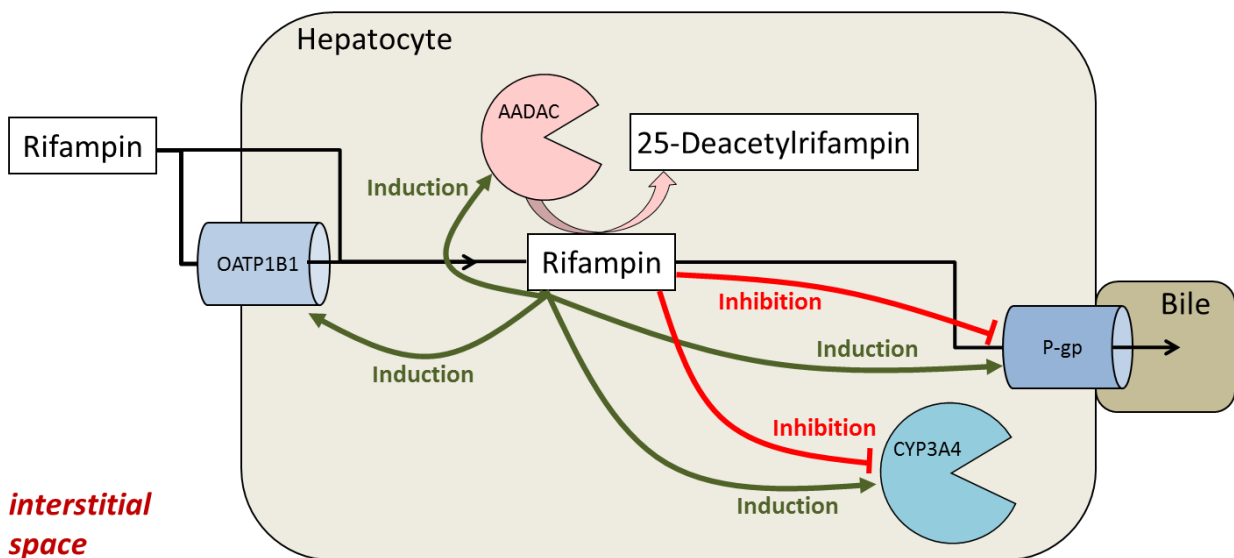 Hepatocyte
Rifampin
AADAC
25-Deacetylrifampin
Induction
OATP1B1
Rifampin
Inhibition
Bile
P-gp
Induction
Induction
Inhibition
CYP3A4
Induction
interstitial
space